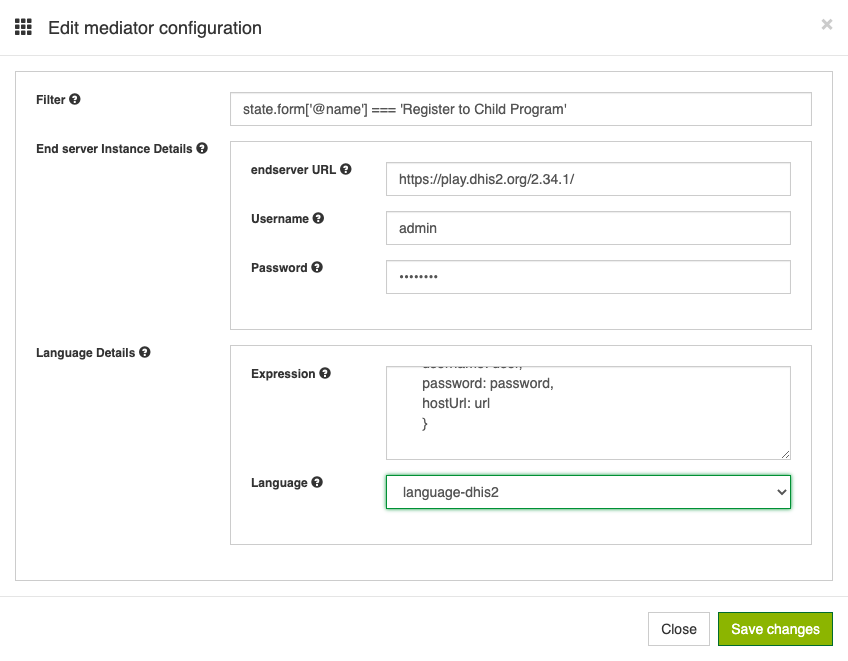 Edit mediator configuration
×
Filter
state.form['@name'] === 'Register to Child Program'
End server Instance Details
endserver URL
https://play.dhis2.org/2.34.1/
Username
admin
Password
••••••••
Language Details
Expression
password: password,
hostUrl: url
}
Language
language-dhis2
Close
Save changes